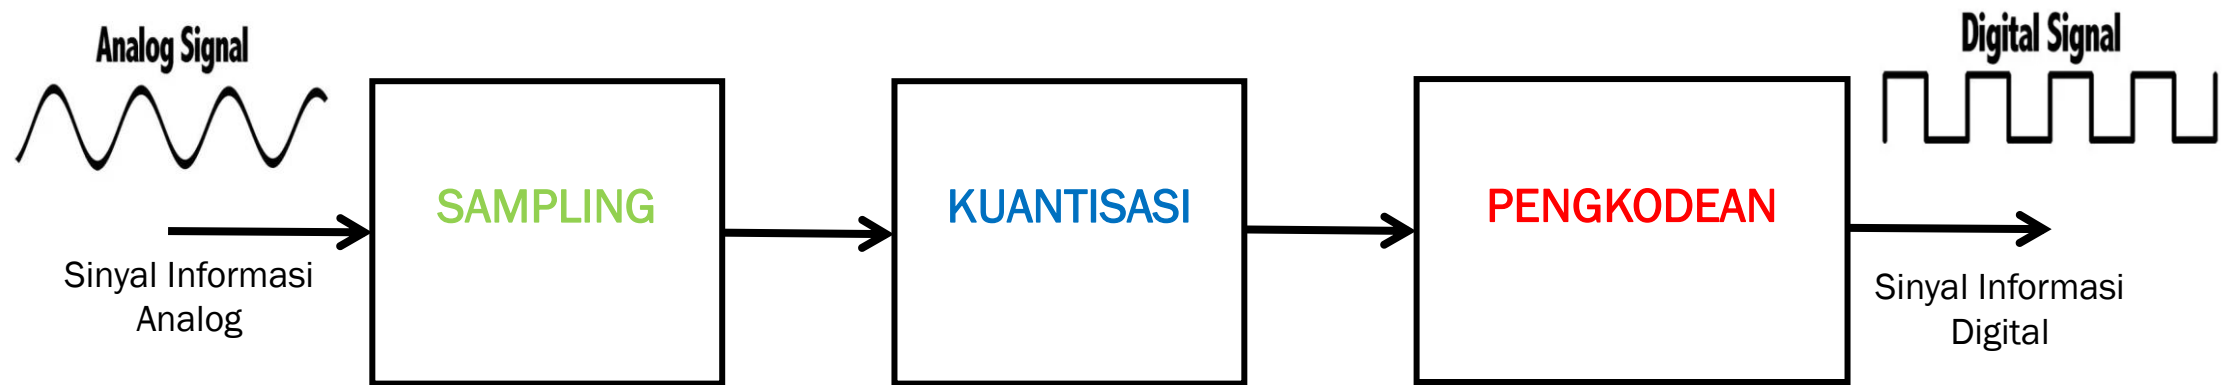 Analog Signal
Sinyal Informasi
Analog
SAMPLING
KUANTISASI
PENGKODEAN
Digital Signal
Sinyal Informasi
Digital